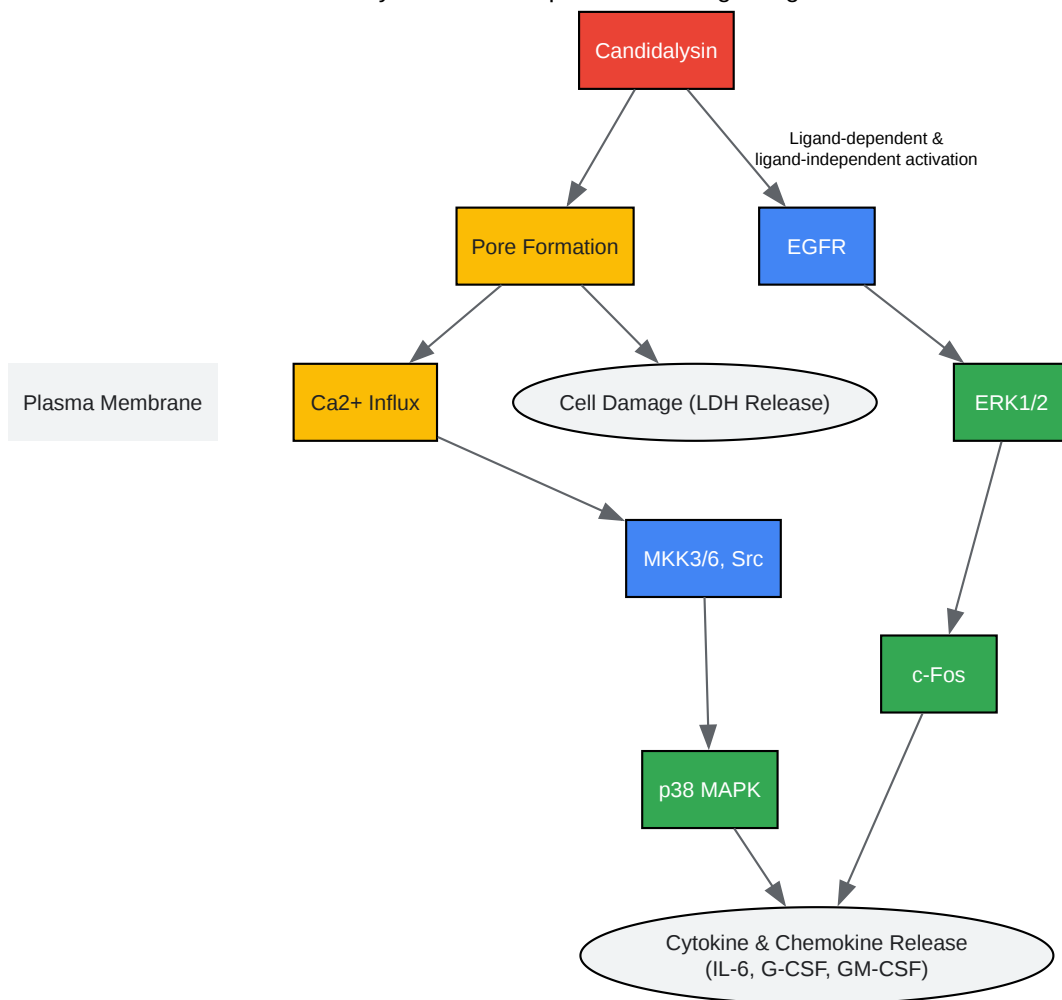 Candidalysin
Ligand-dependent &
ligand-independent activation
Pore Formation
EGFR
Plasma Membrane
Ca2+ Influx
Cell Damage (LDH Release)
ERK1/2
MKK3/6, Src
c-Fos
p38 MAPK
Cytokine & Chemokine Release
(IL-6, G-CSF, GM-CSF)